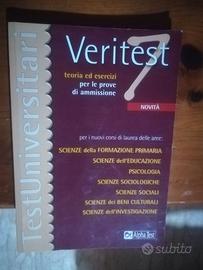 TestUniversitari
Veritest 7
teoria ed esercizi
per le prove
di ammissione
NOVITÀ
per i nuovi corsi di laurea delle aree:
SCIENZE della FORMAZIONE PRIMARIA
SCIENZE dell'EDUCAZIONE
PSICOLOGIA
SCIENZE SOCIOLOGICHE
SCIENZE SOCIALI
SCIENZE dei BENI CULTURALI
SCIENZE dell'INVESTIGAZIONE
Alpha Test
subito